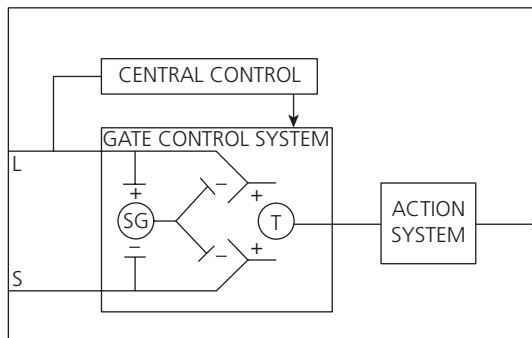 CENTRAL CONTROL
GATE CONTROL SYSTEM
L
+
−
+
SG
T
ACTION
SYSTEM
−
−
+
S